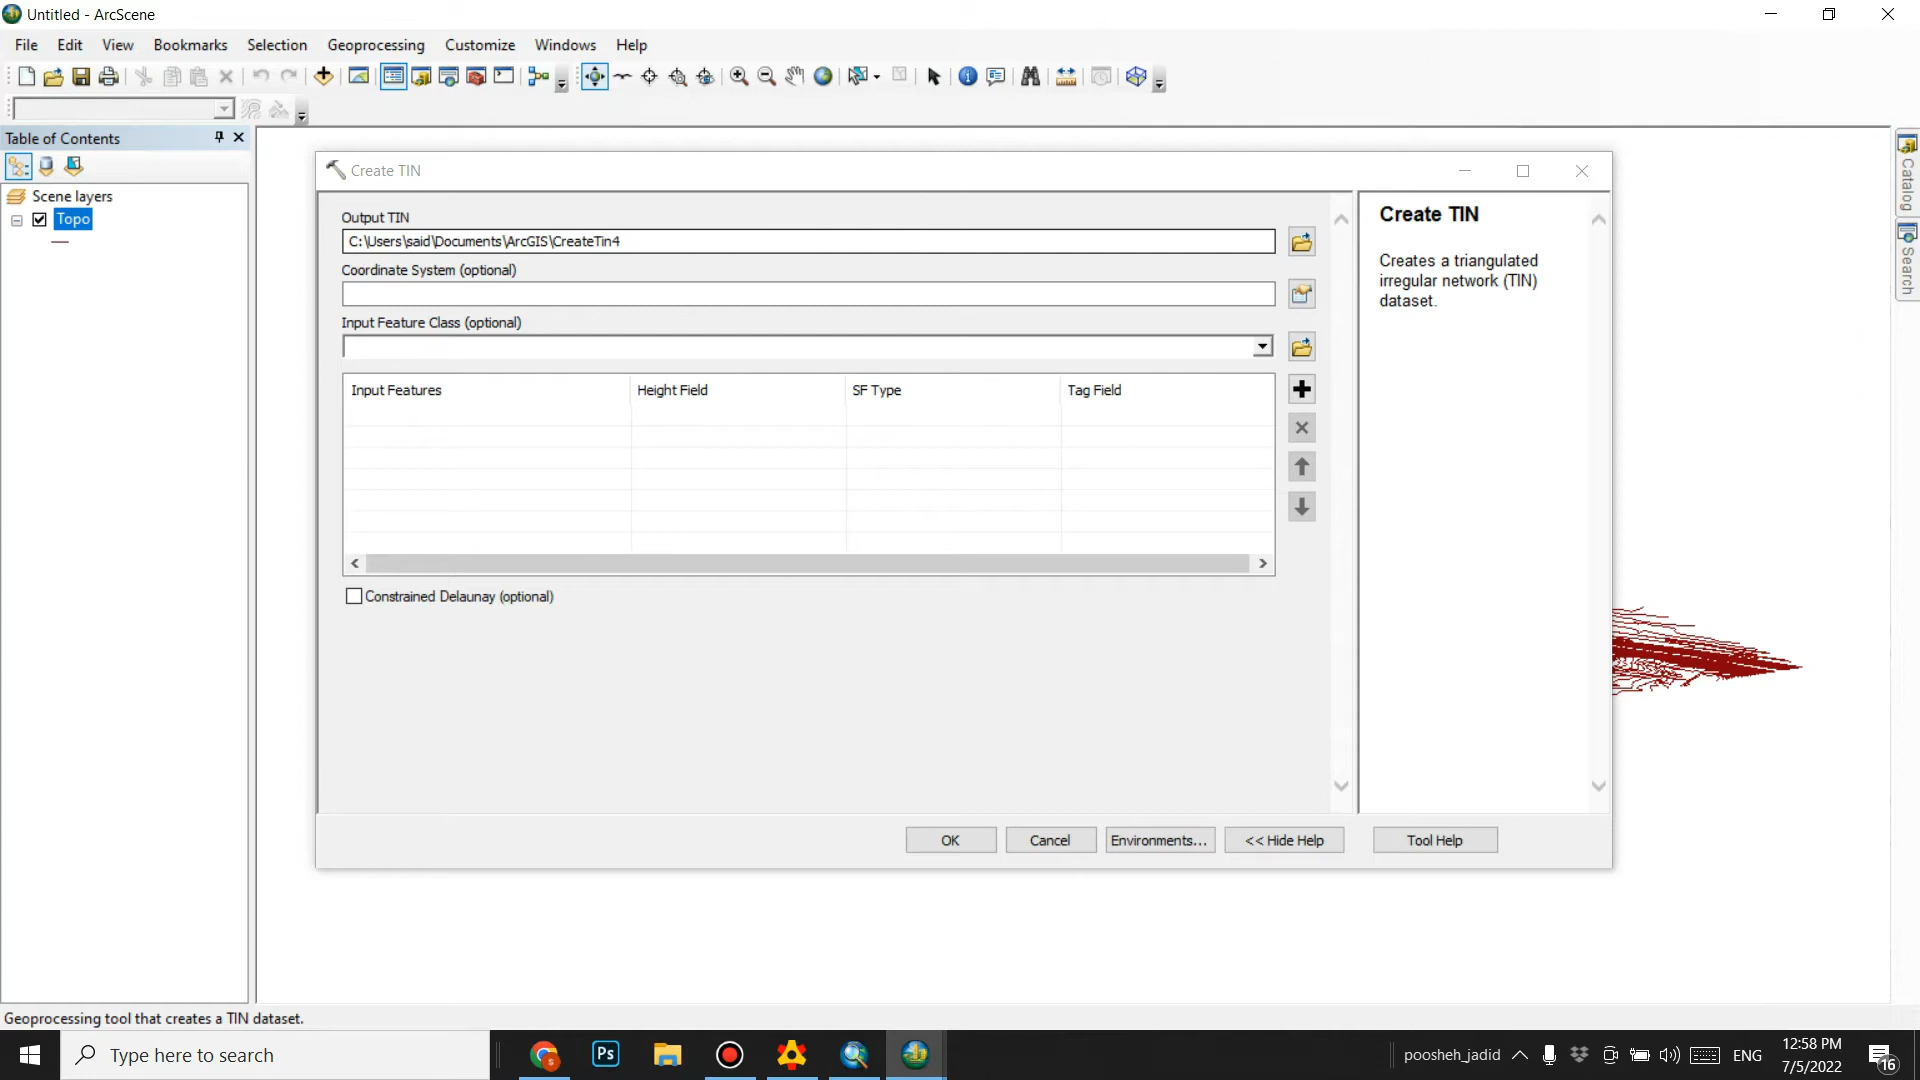 Untitled - ArcScene
File Edit View Bookmarks Selection Geoprocessing Customize Windows Help
Table of Contents
Scene layers
Topo
Create TIN
Output TIN
C:\Users\said\Documents\ArcGIS\CreateTin4
Coordinate System (optional)
Input Feature Class (optional)
Input Features Height Field SF Type Tag Field
Constrained Delaunay (optional)
OK Cancel Environments... << Hide Help Tool Help
Create TIN
Creates a triangulated
irregular network (TIN)
dataset.
Catalog
Search
Geoprocessing tool that creates a TIN dataset.
Type here to search
Ps
poosheh_jadid
ENG
12:58 PM
7/5/2022
16